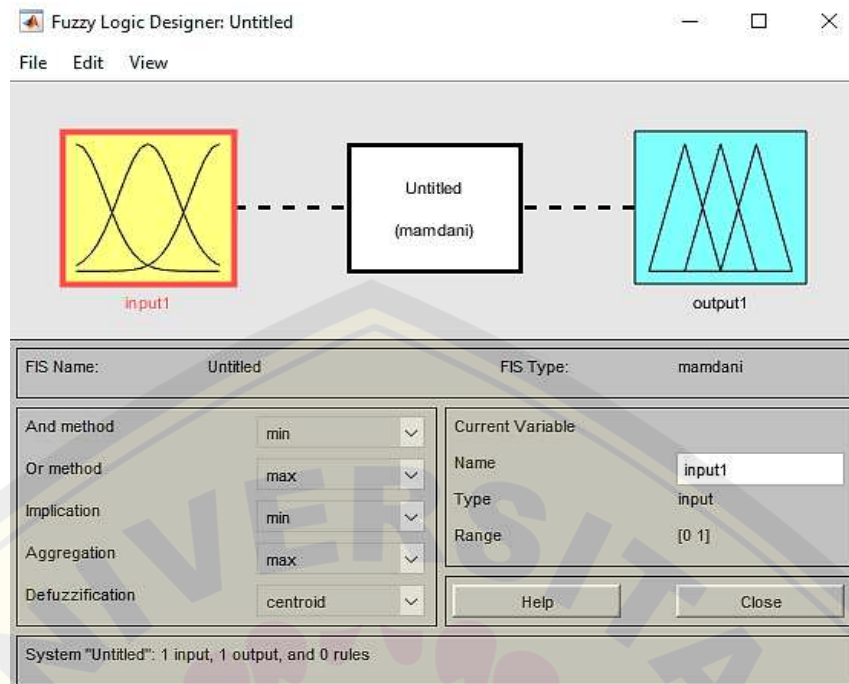 Fuzzy Logic Designer: Untitled
File Edit View
Untitled
(mamdani)
input1
output1
FIS Name: Untitled
FIS Type: mamdani
And method min
Or method max
Implication min
Aggregation max
Defuzzification centroid
Current Variable
Name input1
Type input
Range [0 1]
Help Close
System "Untitled": 1 input, 1 output, and 0 rules
NIVERSITA